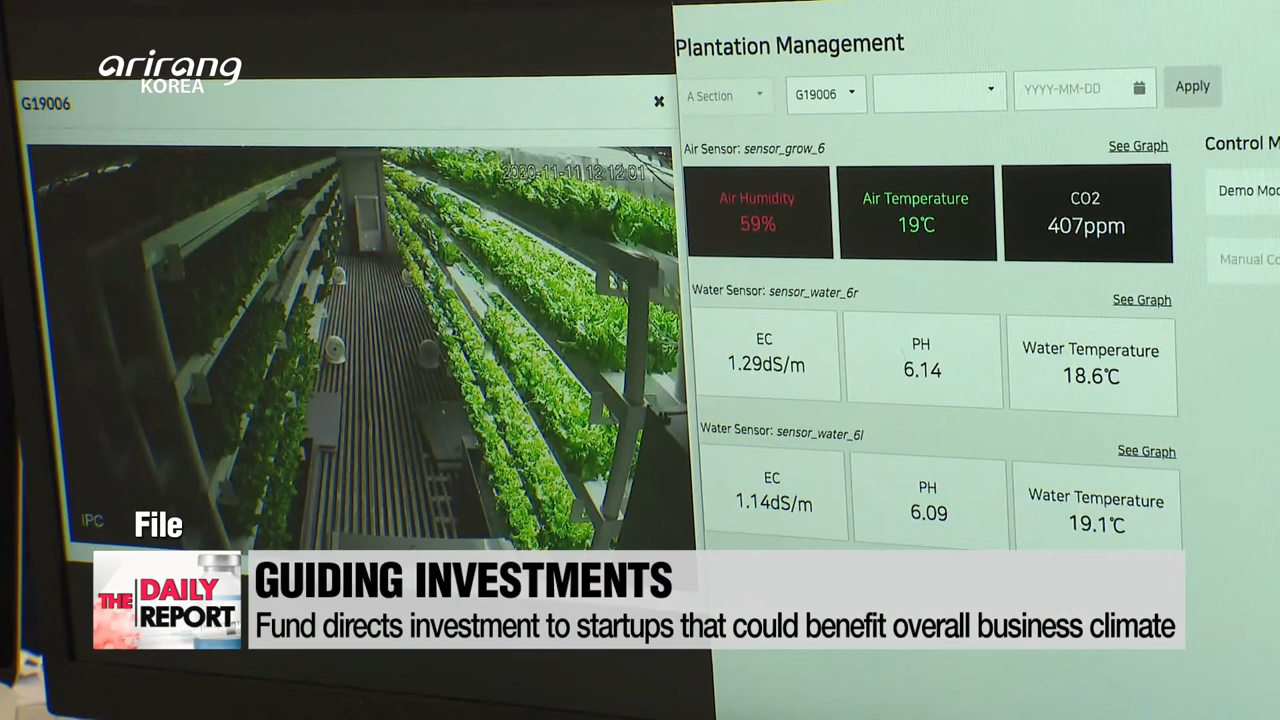 arirang
KOREA
G19006
2020-11-11 12:12:01
IPC
Plantation Management
A Section
G19006
YYYY-MM-DD
Apply
Air Sensor: sensor_grow_6
See Graph
Air Humidity
59%
Air Temperature
19℃
CO2
407ppm
Control M
Demo Mod
Manual Co
Water Sensor: sensor_water_6r
See Graph
EC
1.29dS/m
PH
6.14
Water Temperature
18.6℃
Water Sensor: sensor_water_6l
See Graph
EC
1.14dS/m
PH
6.09
Water Temperature
19.1℃
File
THE DAILY
REPORT
GUIDING INVESTMENTS
Fund directs investment to startups that could benefit overall business climate